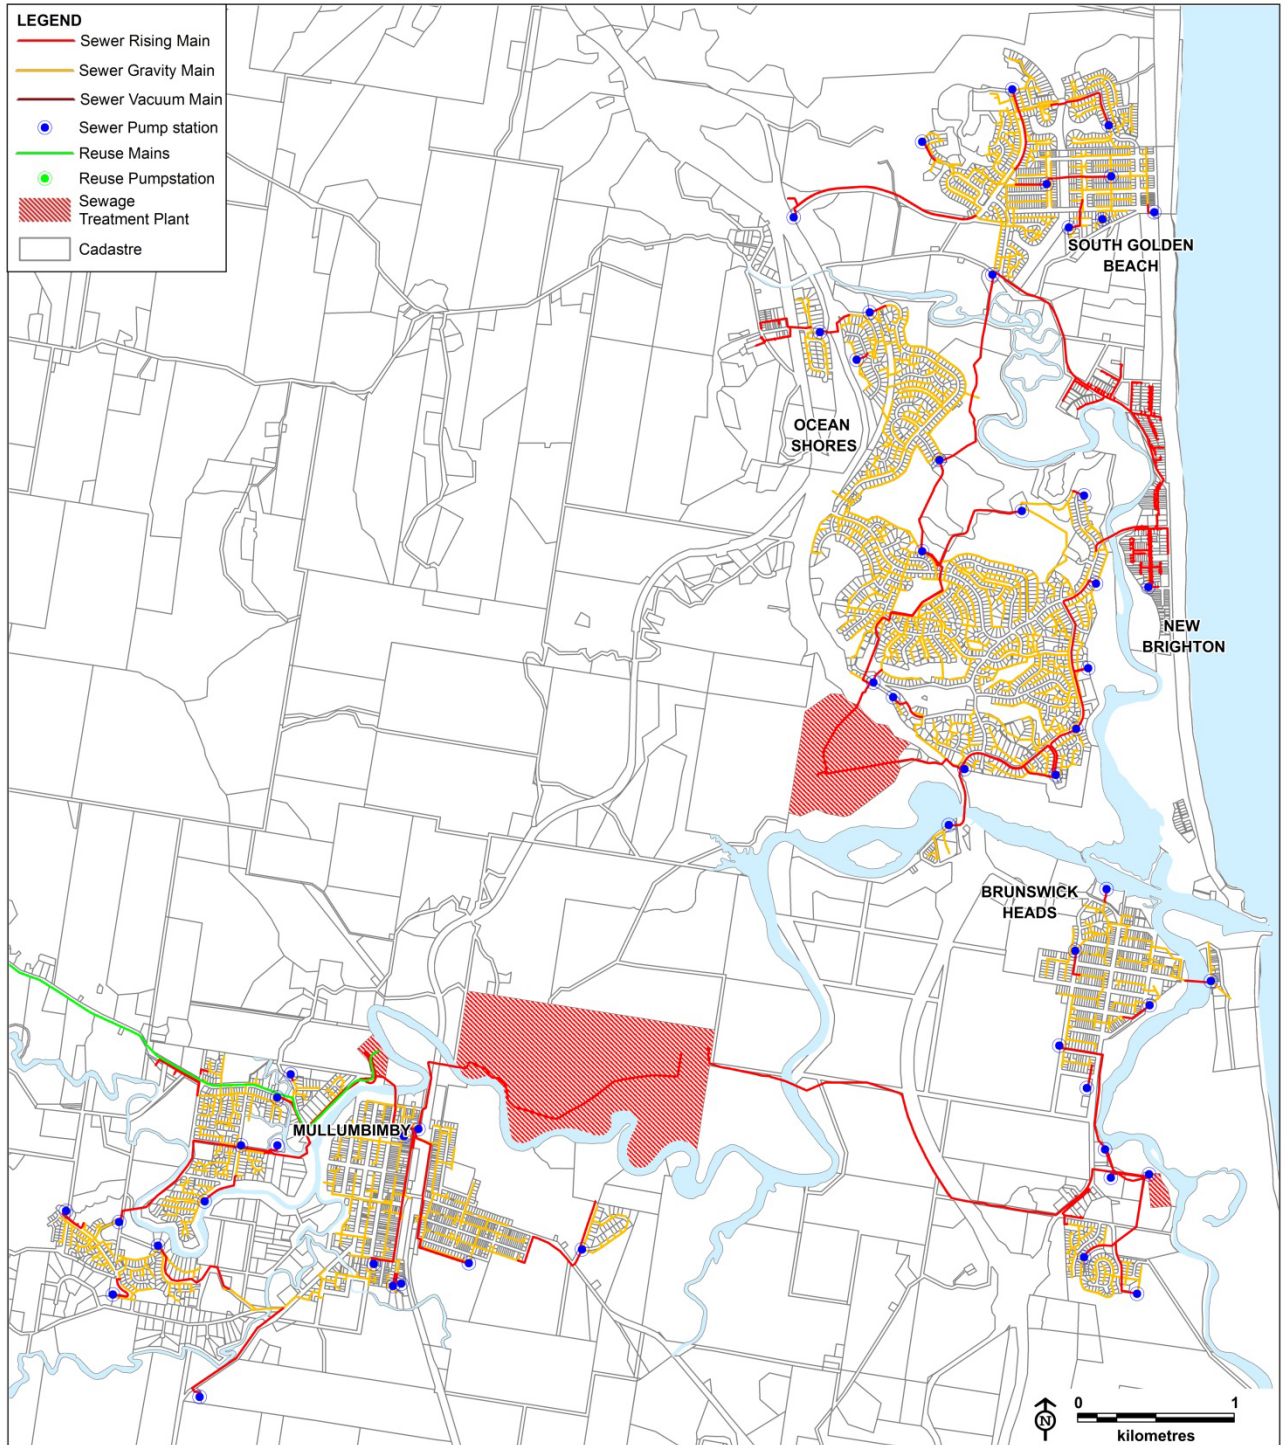 LEGEND
Sewer Rising Main
Sewer Gravity Main
Sewer Vacuum Main
Sewer Pump station
Reuse Mains
Reuse Pumpstation
Sewage
Treatment Plant
Cadastre
SOUTH GOLDEN
BEACH
OCEAN
SHORES
NEW
BRIGHTON
BRUNSWICK
HEADS
MULLUMBIMBY
N
0 1
kilometres